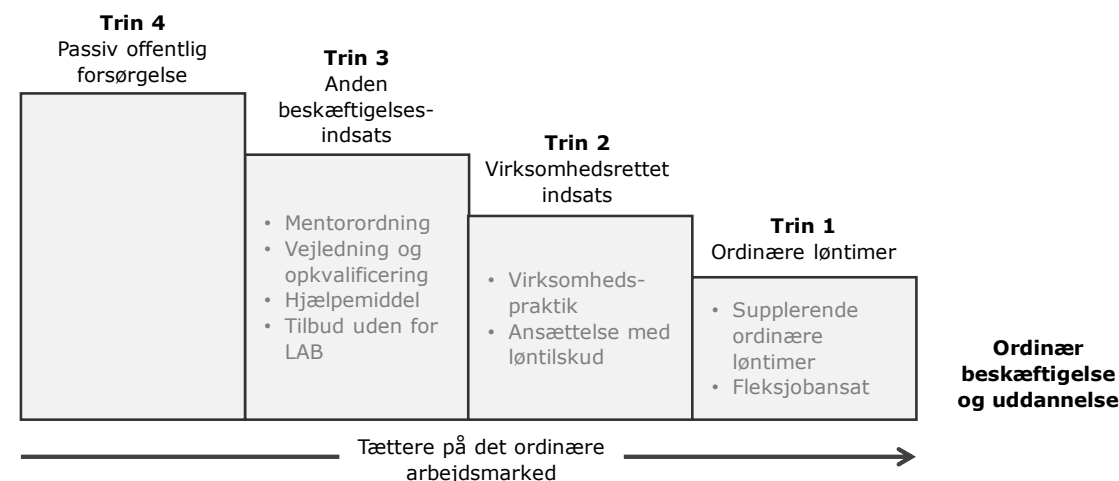 Trin 4
Passiv offentlig
forsørgelse
Trin 3
Anden
beskæftigelses-
indsats
• Mentorordning
• Vejledning og
opkvalificering
• Hjælpemiddel
• Tilbud uden for
LAB
Trin 2
Virksomhedsrettet
indsats
• Virksomheds-
praktik
• Ansættelse med
løntilskud
Trin 1
Ordinære løntimer
• Supplerende
ordinære
løntimer
• Fleksjobansat
Ordinær
beskæftigelse
og uddannelse
Tættere på det ordinære
arbejdsmarked